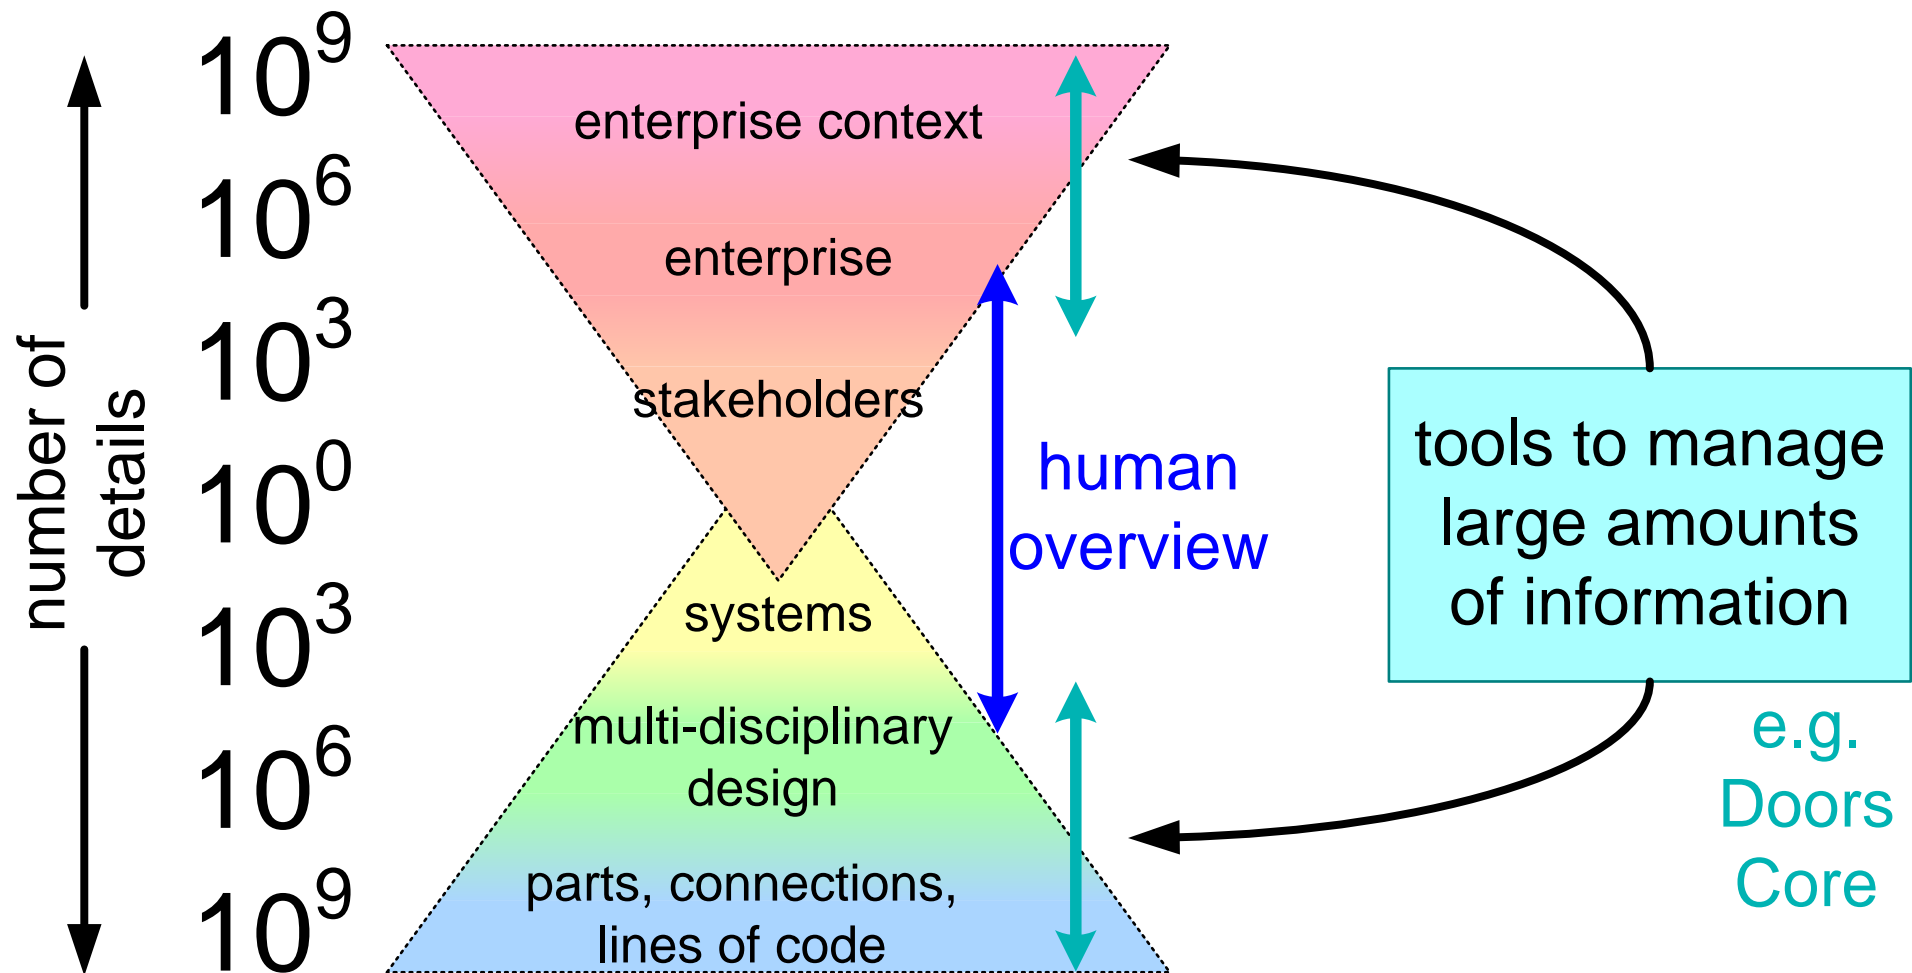 number of
details
10^9
10^6
10^3
10^0
10^3
10^6
10^9
enterprise context
enterprise
stakeholders
systems
multi-disciplinary
design
parts, connections,
lines of code
human
overview
tools to manage
large amounts
of information
e.g.
Doors
Core